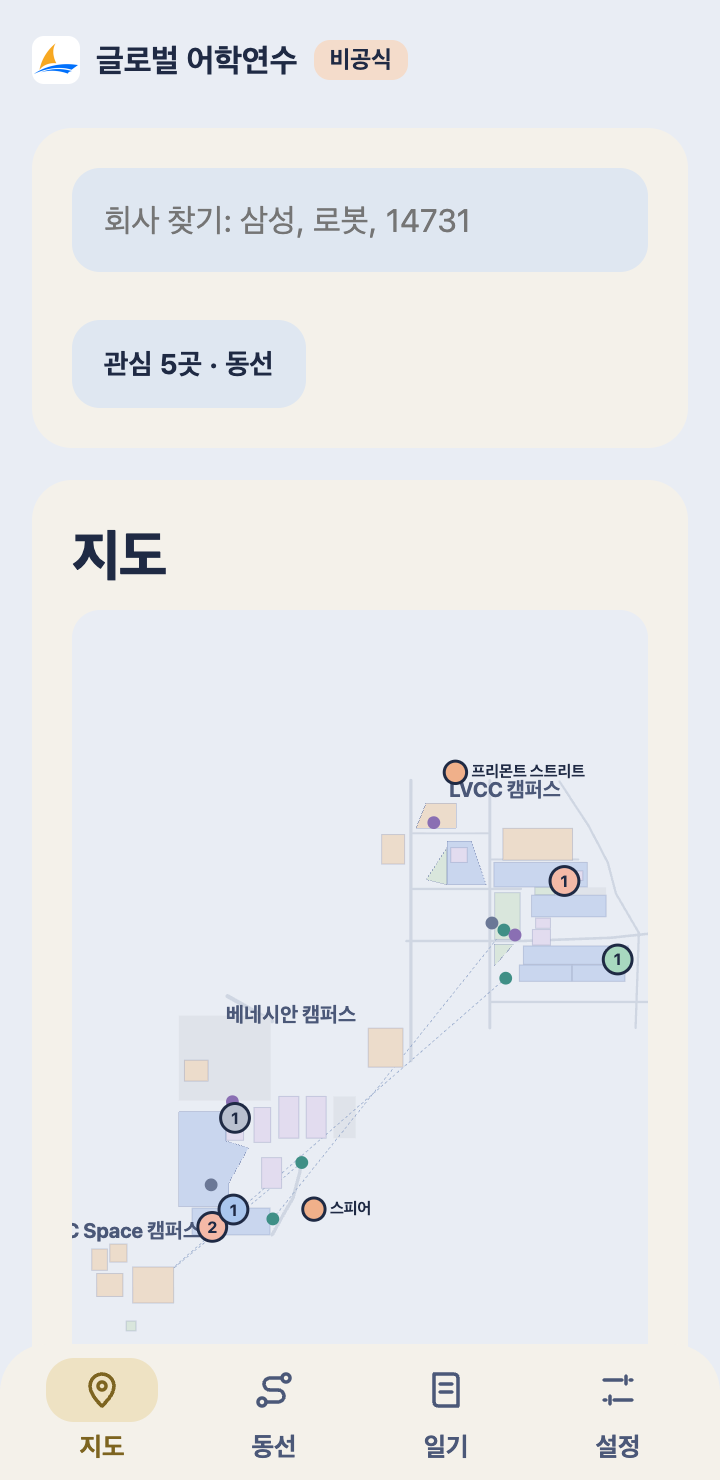 글로벌 어학연수
비공식
회사 찾기: 삼성, 로봇, 14731
관심 5곳 · 동선
지도
프리몬트 스트리트
LVCC 캠퍼스
1
1
베네시안 캠퍼스
1
1
스피어
2
C Space 캠퍼스
지도
동선
일기
설정